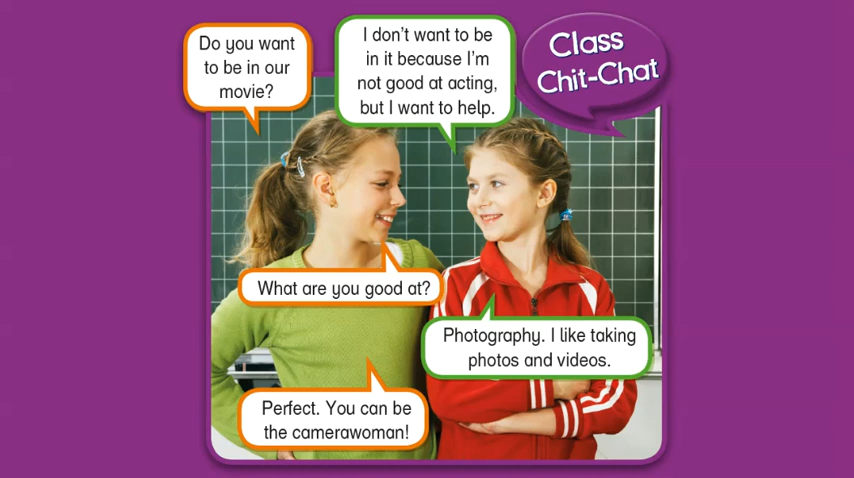 Class
Chit-Chat
Do you want
to be in our
movie?
I don't want to be
in it because I'm
not good at acting,
but I want to help.
What are you good at?
Photography. I like taking
photos and videos.
Perfect. You can be
the camerawoman!